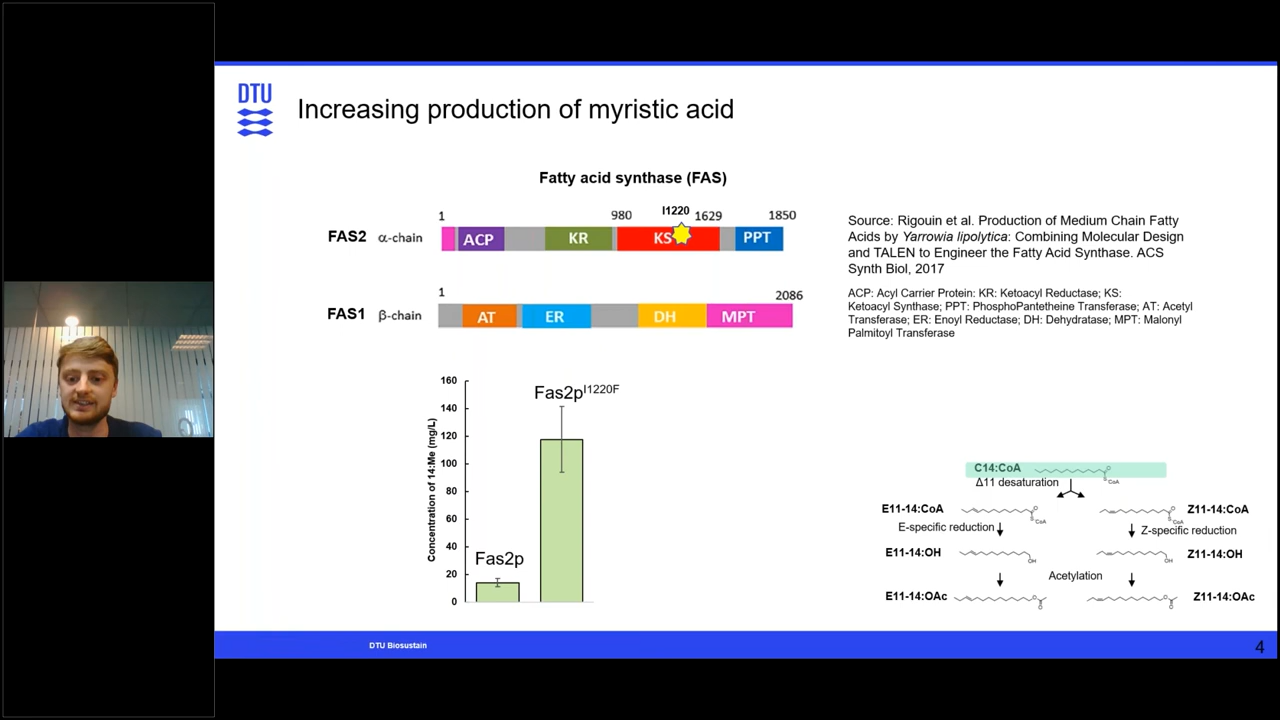 DTU
Increasing production of myristic acid
Fatty acid synthase (FAS)
1
980
I1220
1629
1850
FAS2
α-chain
ACP
KR
KS
PPT
1
2086
FAS1
β-chain
AT
ER
DH
MPT
Source: Rigouin et al. Production of Medium Chain Fatty
Acids by Yarrowia lipolytica: Combining Molecular Design
and TALEN to Engineer the Fatty Acid Synthase. ACS
Synth Biol, 2017
ACP: Acyl Carrier Protein: KR: Ketoacyl Reductase; KS:
Ketoacyl Synthase; PPT: PhosphoPantetheine Transferase; AT: Acetyl
Transferase; ER: Enoyl Reductase; DH: Dehydratase; MPT: Malonyl
Palmitoyl Transferase
Concentration of 14:Me (mg/L)
160
140
120
100
80
60
40
20
0
Fas2p
Fas2pI1220F
C14:CoA
O
S
CoA
Δ11 desaturation
E11-14:CoA
O
S
CoA
Z11-14:CoA
O
S
CoA
E-specific reduction
Z-specific reduction
E11-14:OH
OH
Z11-14:OH
OH
Acetylation
E11-14:OAc
O
O
Z11-14:OAc
O
O
DTU Biosustain
4